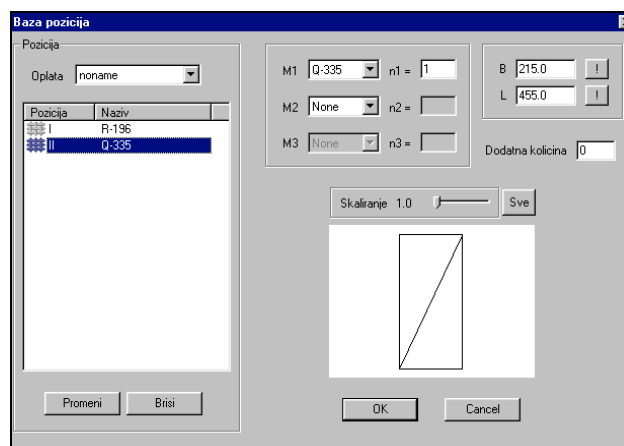 Baza pozicija
Pozicija
Oplata noname
Pozicija Naziv
I R-196
II Q-335
Promeni Brisi
M1 Q-335 n1 = 1
M2 None n2 =
M3 None n3 =
B 215.0 !
L 455.0 !
Dodatna kolicina 0
Skaliranje 1.0 Sve
OK Cancel